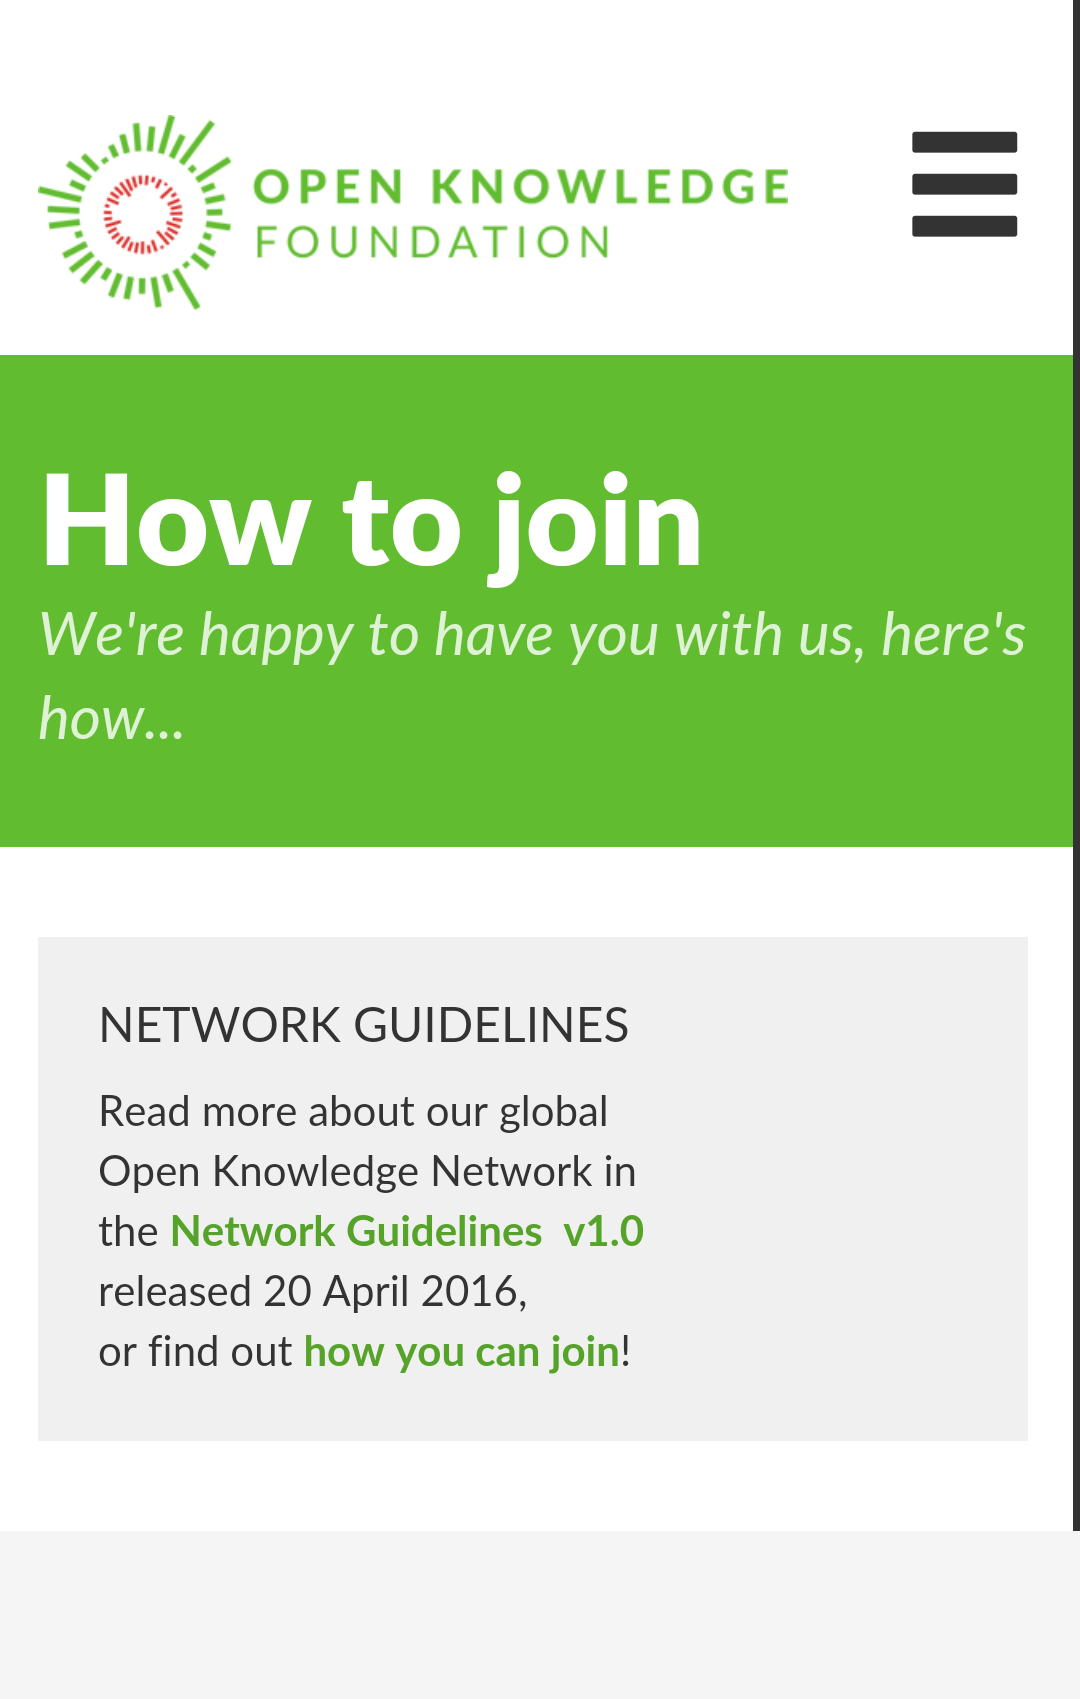 OPEN KNOWLEDGE
FOUNDATION
How to join
We're happy to have you with us, here's
how...
NETWORK GUIDELINES
Read more about our global
Open Knowledge Network in
the Network Guidelines  v1.0
released 20 April 2016,
or find out how you can join!